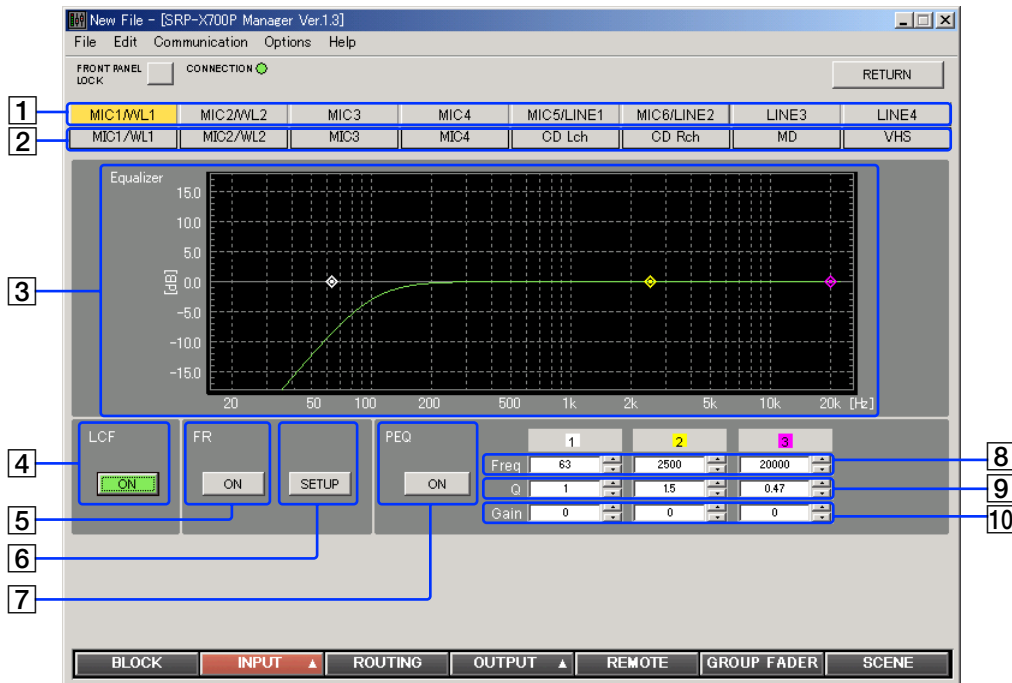 New File - [SRP-X700P Manager Ver.1.3]
File Edit Communication Options Help
FRONT PANEL LOCK CONNECTION RETURN
1 MIC1/WL1 MIC2/WL2 MIC3 MIC4 MIC5/LINE1 MIC6/LINE2 LINE3 LINE4
2 MIC1/WL1 MIC2/WL2 MIC3 MIC4 CD Lch CD Rch MD VHS
Equalizer
15.0
10.0
5.0
3 [dB] 0.0
-5.0
-10.0
-15.0
20 50 100 200 500 1k 2k 5k 10k 20k [Hz]
LCF FR PEQ 1 2 3
4 ON ON SETUP ON Freq 63 2500 20000 8
Q 1 1.5 0.47 9
5 Gain 0 0 0 10
6
7
BLOCK INPUT ▲ ROUTING OUTPUT ▲ REMOTE GROUP FADER SCENE